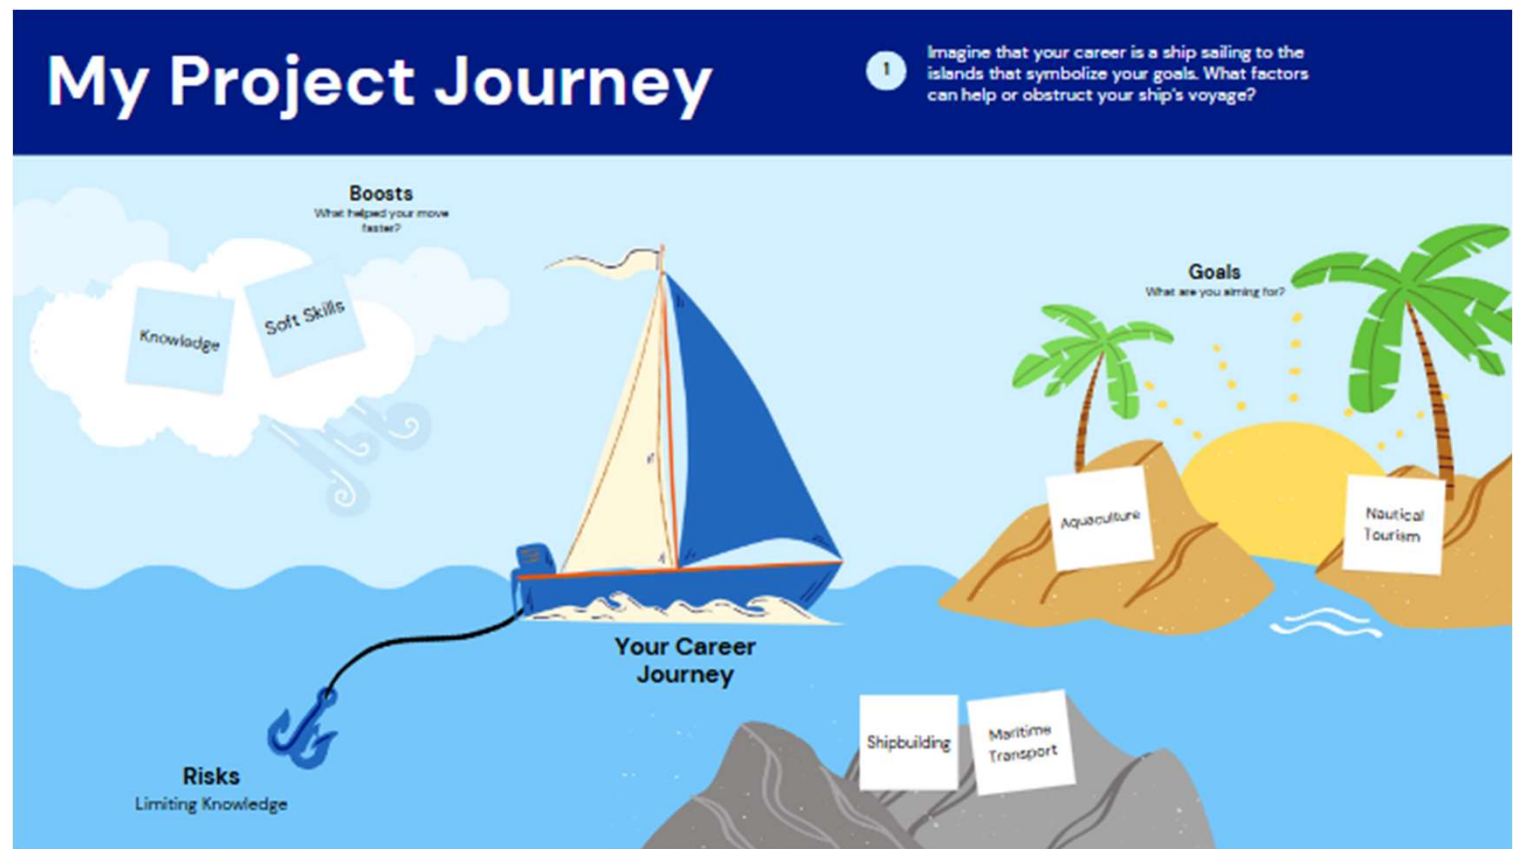 My Project Journey
1
Imagine that your career is a ship sailing to the
islands that symbolize your goals. What factors
can help or obstruct your ship's voyage?
Boosts
What helped your move
faster?
Knowledge
Soft Skills
Goals
What are you aiming for?
Aquaculture
Nautical
Tourism
Your Career
Journey
Shipbuilding
Maritime
Transport
Risks
Limiting Knowledge